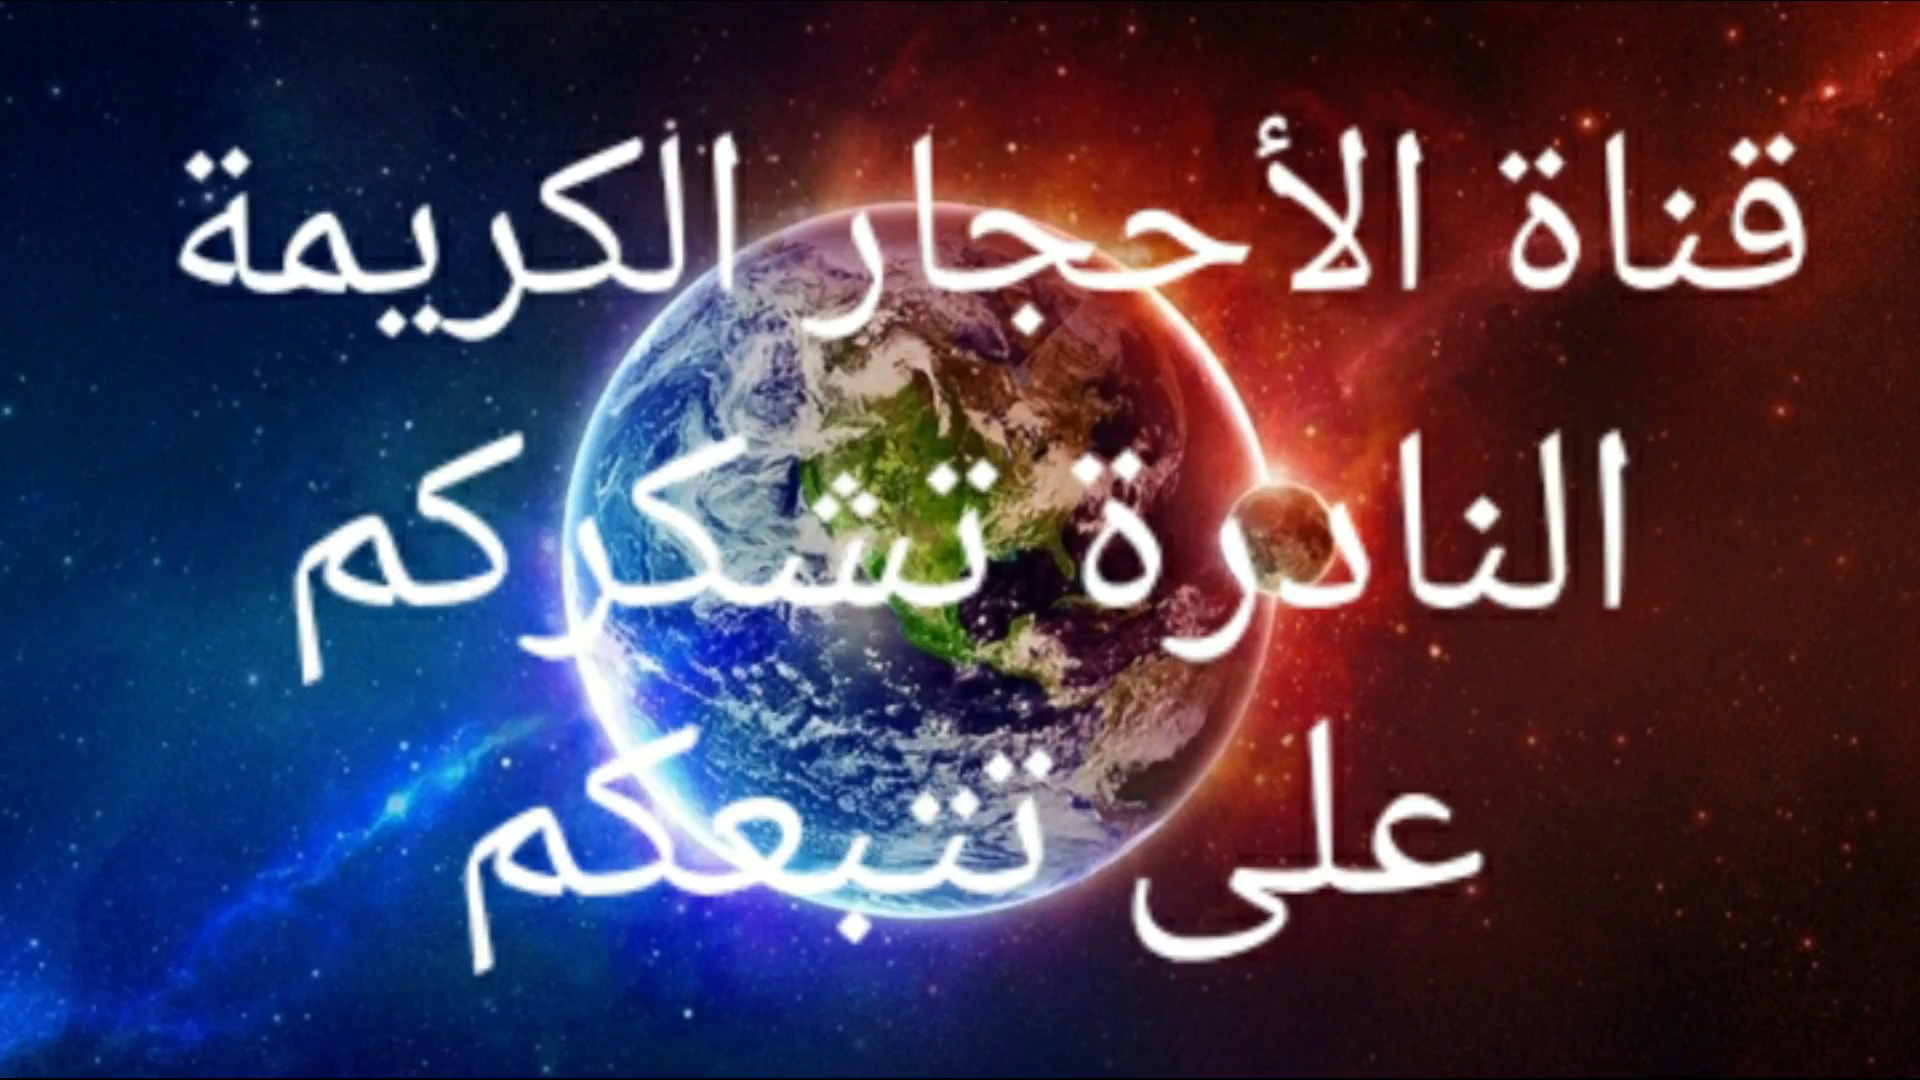 قناة الأحجار الكريمة
النادرة تشكركم
على تتبعكم